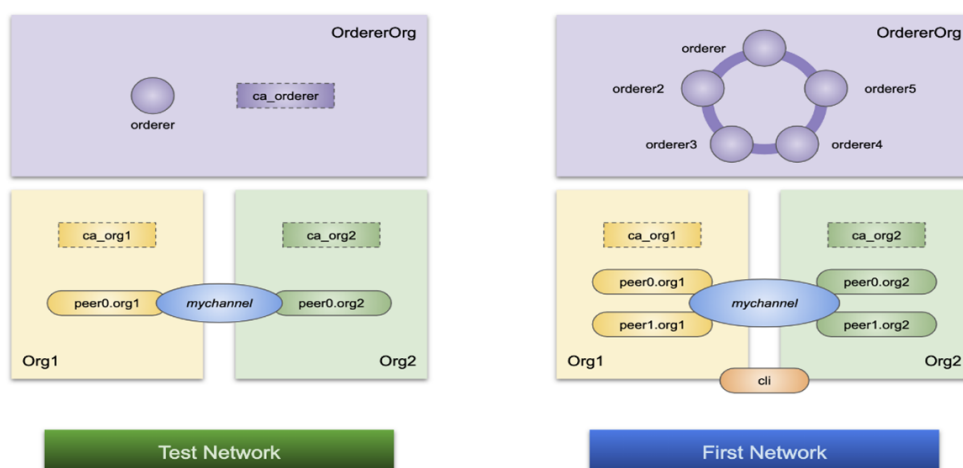 OrdererOrg
ca_orderer
orderer
ca_org1
ca_org2
peer0.org1
mychannel
peer0.org2
Org1
Org2
Test Network
OrdererOrg
orderer
orderer2
orderer5
orderer3
orderer4
ca_org1
ca_org2
peer0.org1
peer0.org2
mychannel
peer1.org1
peer1.org2
Org1
Org2
cli
First Network